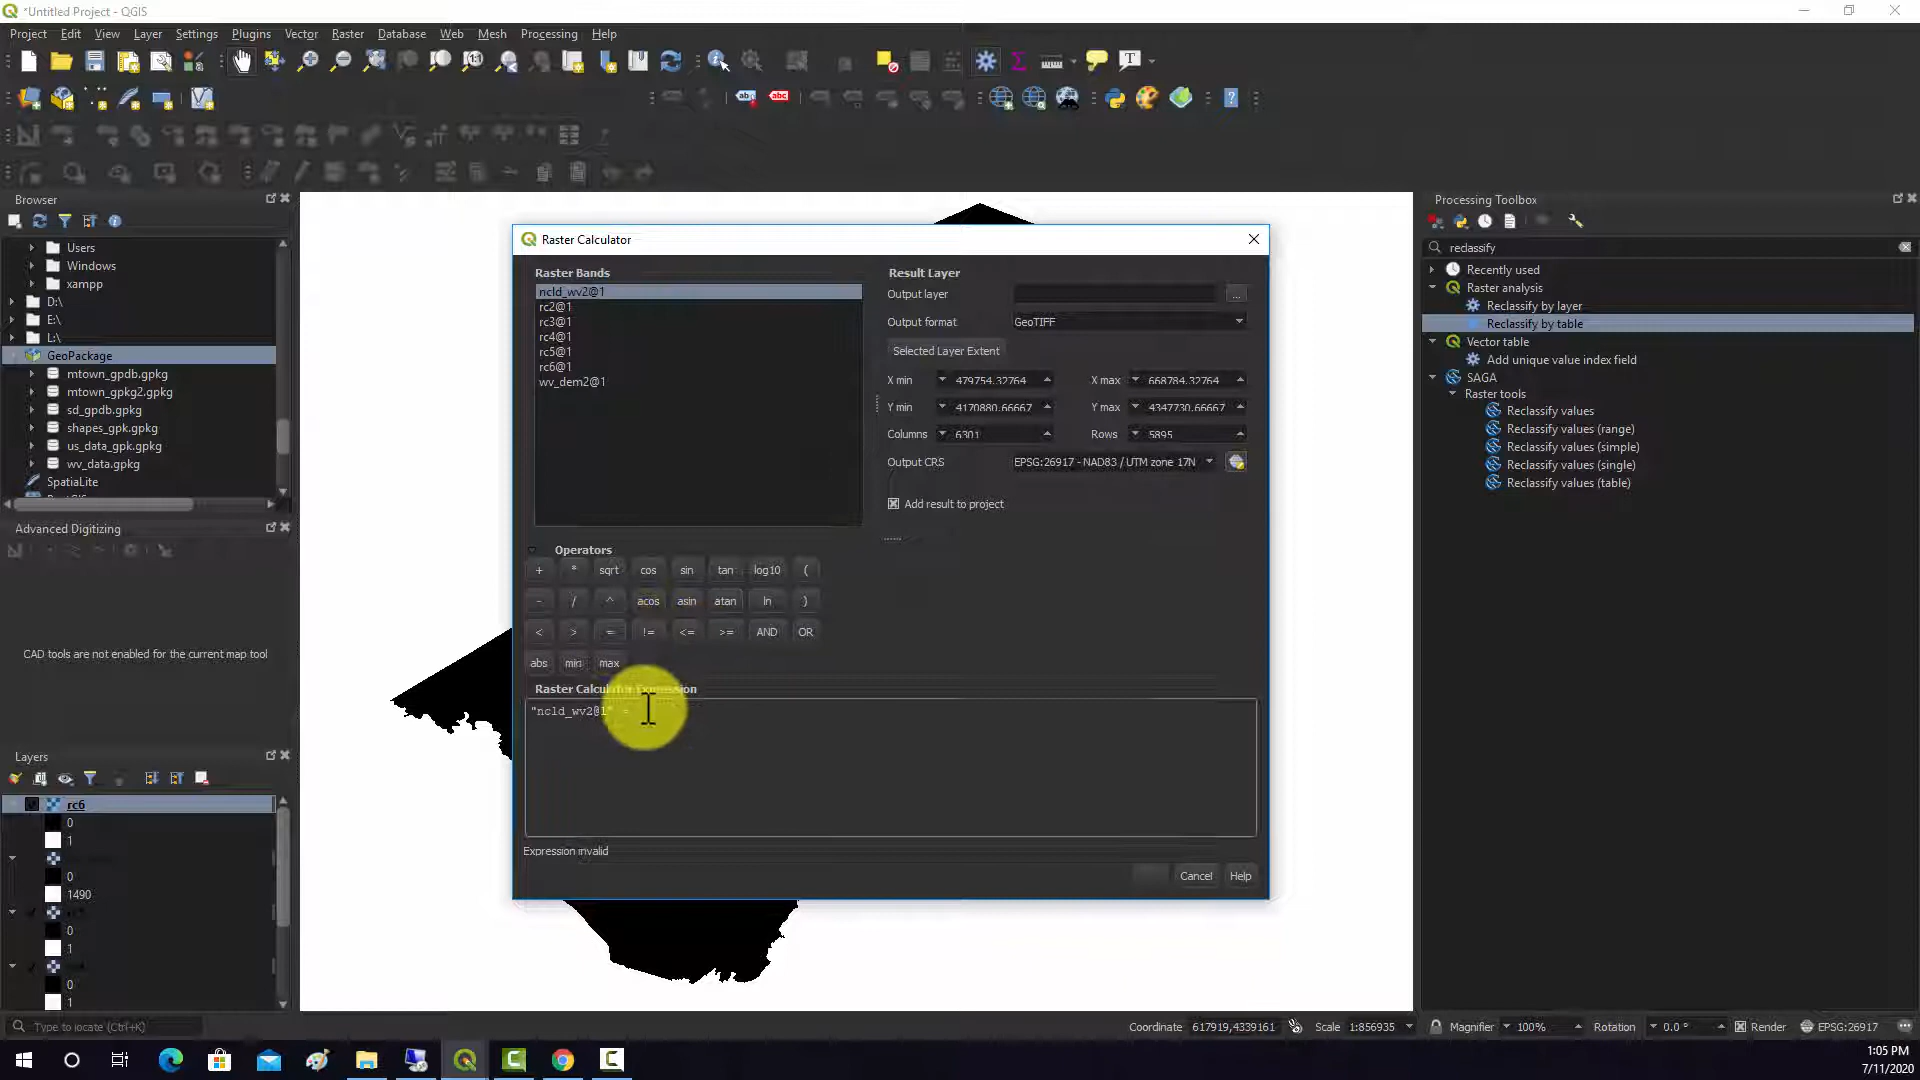 *Untitled Project - QGIS
Project Edit View Layer Settings Plugins Vector Raster Database Web Mesh Processing Help
Browser
Users
Windows
xampp
D:\
E:\
L:\
GeoPackage
mtown_gpdb.gpkg
mtown_gpkg2.gpkg
sd_gpdb.gpkg
shapes_gpk.gpkg
us_data_gpk.gpkg
wv_data.gpkg
SpatiaLite
Advanced Digitizing
CAD tools are not enabled for the current map tool
Layers
rc6
0
1
0
1490
0
1
0
1
Type to locate (Ctrl+K)
Raster Calculator
Raster Bands
ncld_wv2@1
rc2@1
rc3@1
rc4@1
rc5@1
rc6@1
wv_dem2@1
Result Layer
Output layer ...
Output format GeoTIFF
Selected Layer Extent
X min 479754.32764 X max 668784.32764
Y min 4170880.66667 Y max 4347730.66667
Columns 6301 Rows 5895
Output CRS EPSG:26917 - NAD83 / UTM zone 17N
Add result to project
Operators
+ * sqrt cos sin tan log10 (
- / ^ acos asin atan ln )
< > = != <= >= AND OR
abs min max
Raster Calculator Expression
"ncld_wv2@1" =
Expression invalid
Cancel Help
Processing Toolbox
reclassify
Recently used
Raster analysis
Reclassify by layer
Reclassify by table
Vector table
Add unique value index field
SAGA
Raster tools
Reclassify values
Reclassify values (range)
Reclassify values (simple)
Reclassify values (single)
Reclassify values (table)
Coordinate 617919,4339161 Scale 1:856935 Magnifier 100% Rotation 0.0 ° Render EPSG:26917
1:05 PM
7/11/2020